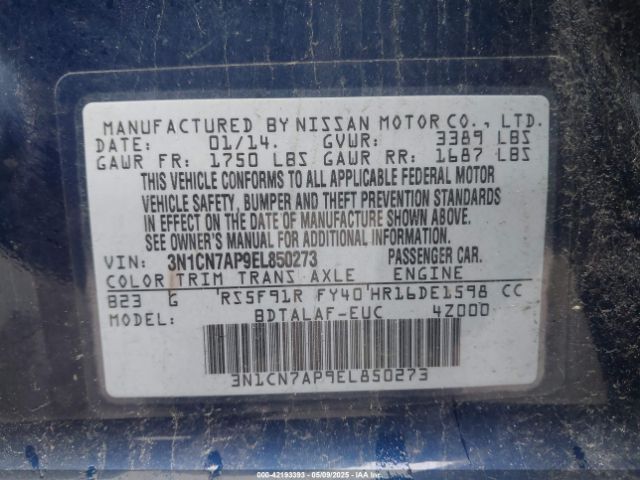 MANUFACTURED BY NISSAN MOTOR CO., LTD.
DATE: 01/14. GVWR: 3389 LBS
GAWR FR: 1750 LBS GAWR RR: 1687 LBS
THIS VEHICLE CONFORMS TO ALL APPLICABLE FEDERAL MOTOR
VEHICLE SAFETY, BUMPER AND THEFT PREVENTION STANDARDS
IN EFFECT ON THE DATE OF MANUFACTURE SHOWN ABOVE.
SEE OWNER'S MANUAL FOR ADDITIONAL INFORMATION
VIN: 3N1CN7AP9EL850273 PASSENGER CAR.
COLOR TRIM TRANS AXLE ENGINE
B23 G 'RS5F91R FY40'HR16DE1598 CC
MODEL: BDTALAF-EUC 4Z000
3N1CN7AP9EL850273
000-42193393 - 05/09/2025 - IAAI.COM